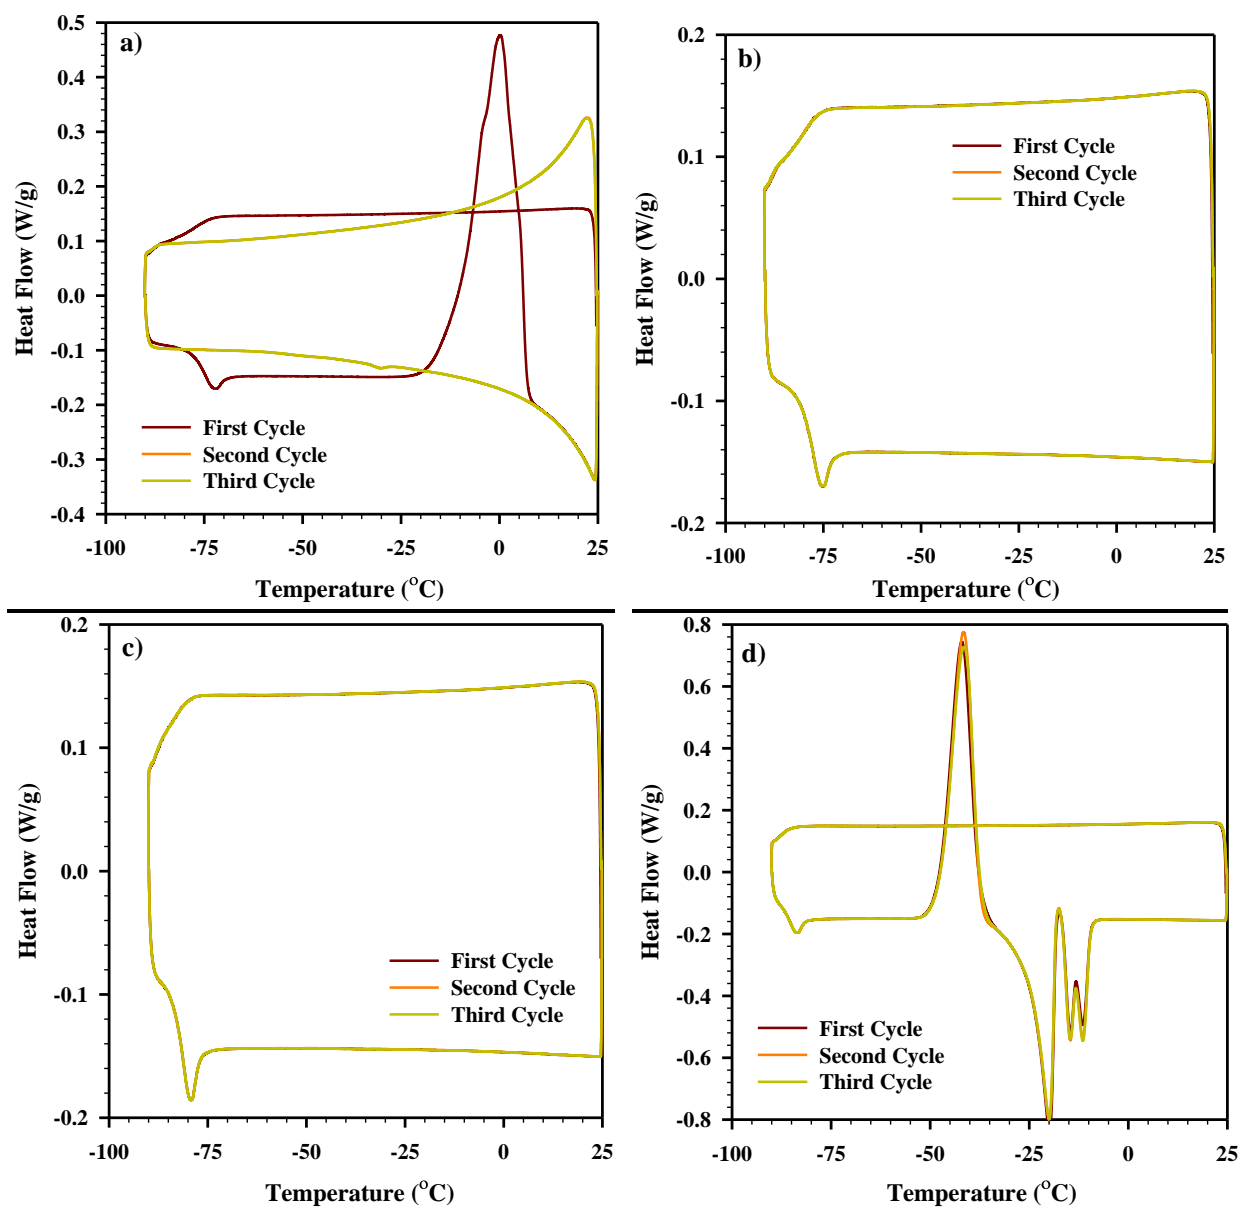 a)
0.5
0.4
0.3
0.2
0.1
0.0
-0.1
-0.2
-0.3
-0.4
Heat Flow (W/g)
First Cycle
Second Cycle
Third Cycle
-100 -75 -50 -25 0 25
Temperature (°C)
b)
0.2
0.1
0.0
-0.1
-0.2
Heat Flow (W/g)
First Cycle
Second Cycle
Third Cycle
-100 -75 -50 -25 0 25
Temperature (°C)
c)
0.2
0.1
0.0
-0.1
-0.2
Heat Flow (W/g)
First Cycle
Second Cycle
Third Cycle
-100 -75 -50 -25 0 25
Temperature (°C)
d)
0.8
0.6
0.4
0.2
0.0
-0.2
-0.4
-0.6
-0.8
Heat Flow (W/g)
First Cycle
Second Cycle
Third Cycle
-100 -75 -50 -25 0 25
Temperature (°C)